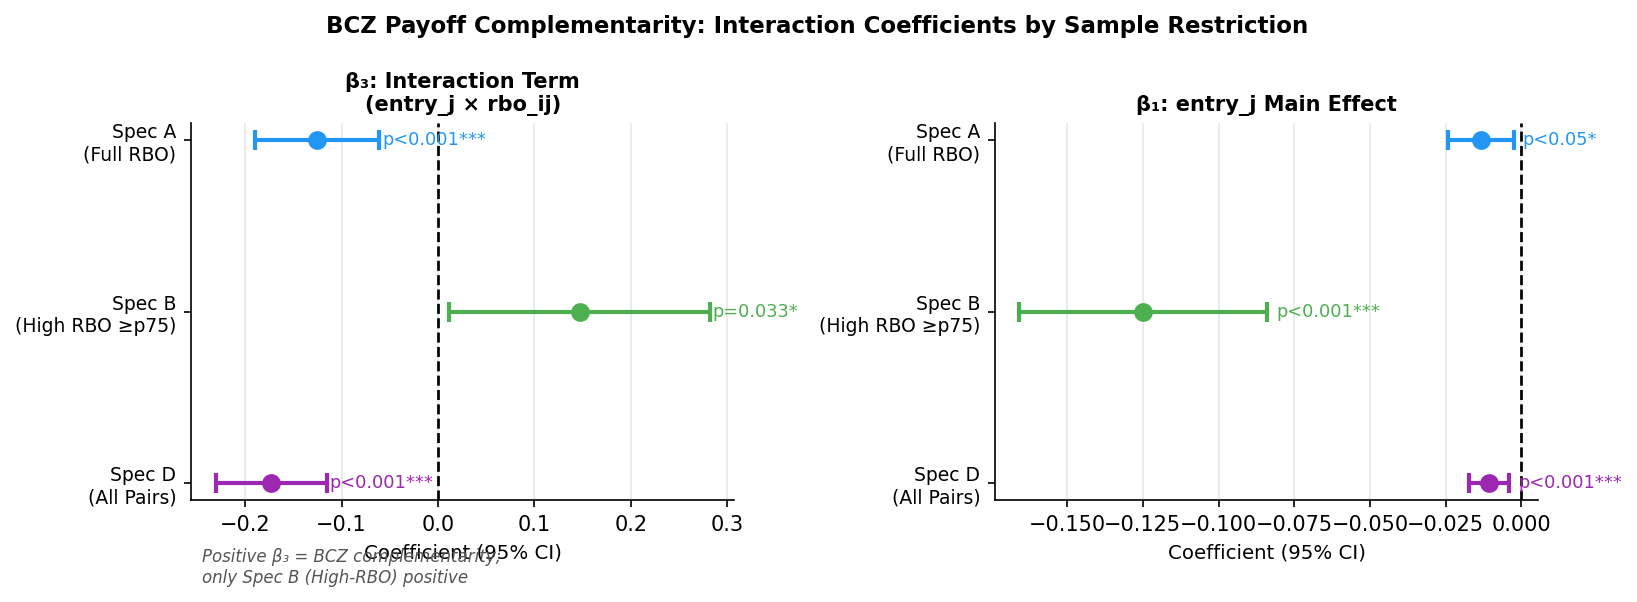 BCZ Payoff Complementarity: Interaction Coefficients by Sample Restriction
β₃: Interaction Term
(entry_j × rbo_ij)
Spec A
(Full RBO)
p<0.001***
Spec B
(High RBO ≥p75)
p=0.033*
Spec D
(All Pairs)
p<0.001***
−0.2 −0.1 0.0 0.1 0.2 0.3
Coefficient (95% CI)
Positive β₃ = BCZ complementarity;
only Spec B (High-RBO) positive
β₁: entry_j Main Effect
Spec A
(Full RBO)
p<0.05*
Spec B
(High RBO ≥p75)
p<0.001***
Spec D
(All Pairs)
p<0.001***
−0.150 −0.125 −0.100 −0.075 −0.050 −0.025 0.000
Coefficient (95% CI)